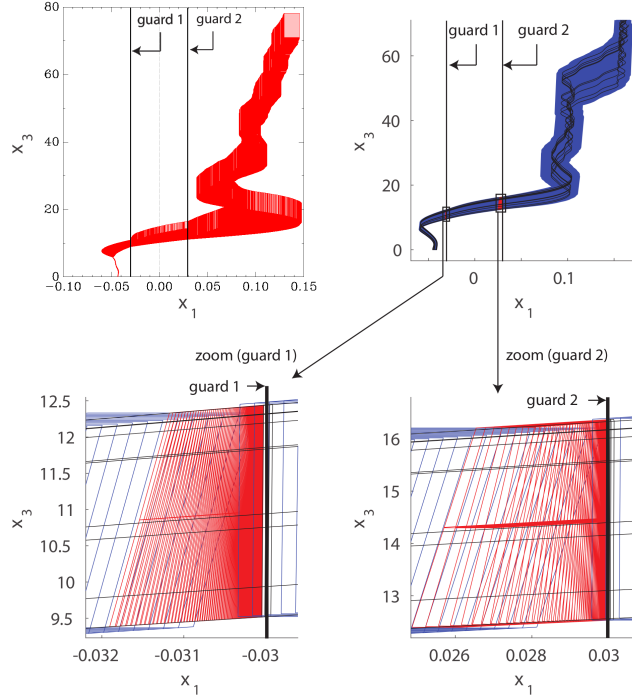 guard 1
guard 2
80
60
40
20
0
x3
-0.10
-0.05
0.00
0.05
0.10
0.15
x1
guard 1
guard 2
60
40
20
0
x3
0
0.1
x1
zoom (guard 1)
guard 1
12.5
12
11.5
11
10.5
10
9.5
x3
-0.032
-0.031
-0.03
x1
zoom (guard 2)
guard 2
16
15
14
13
x3
0.026
0.028
0.03
x1